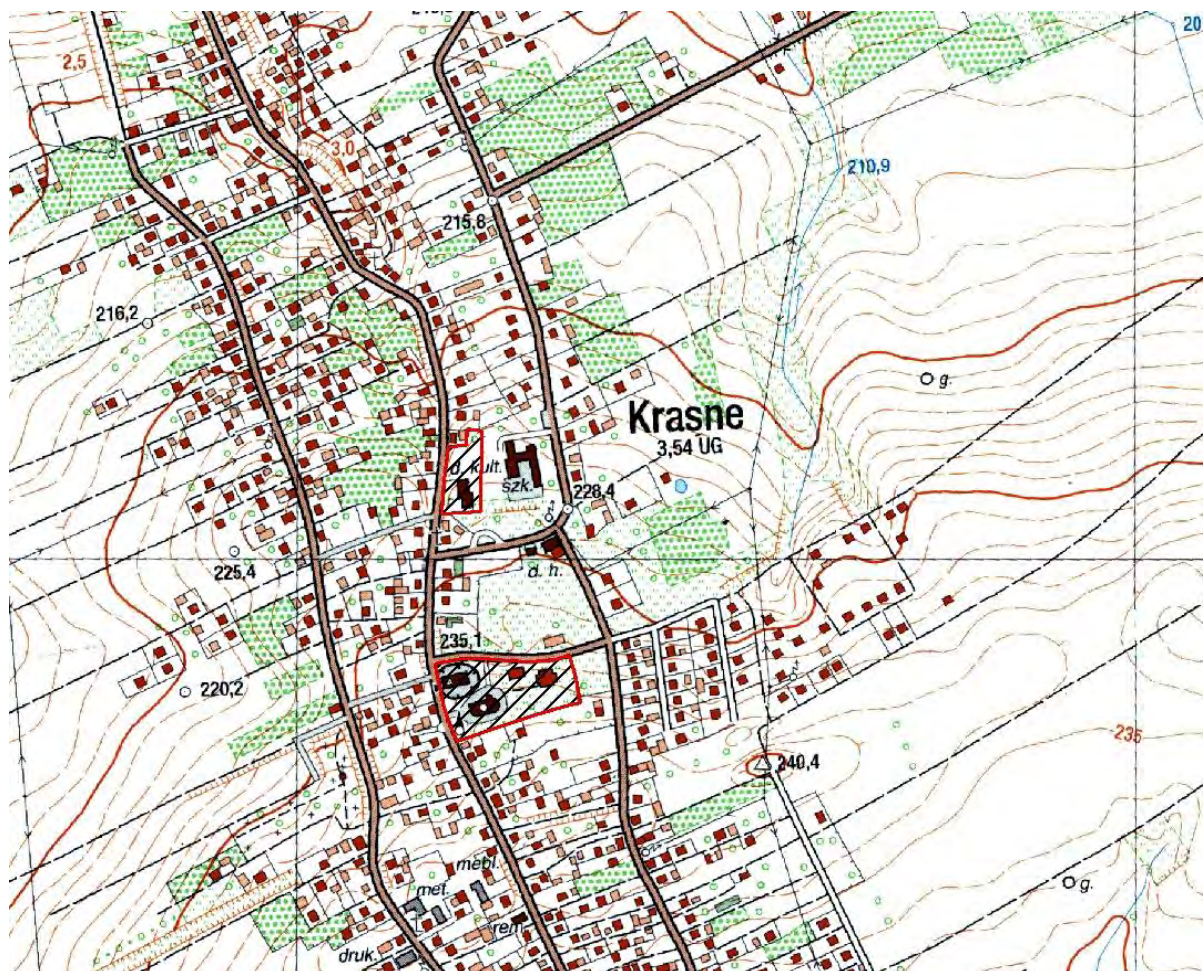 20
2,5
3.0
210,9
215,8
216,2
g.
Krasne
3,54 UG
d. kult.
szk.
228,4
225,4
d. h.
235,1
220,2
235
240,4
mebl.
met.
g.
rem.
druk.